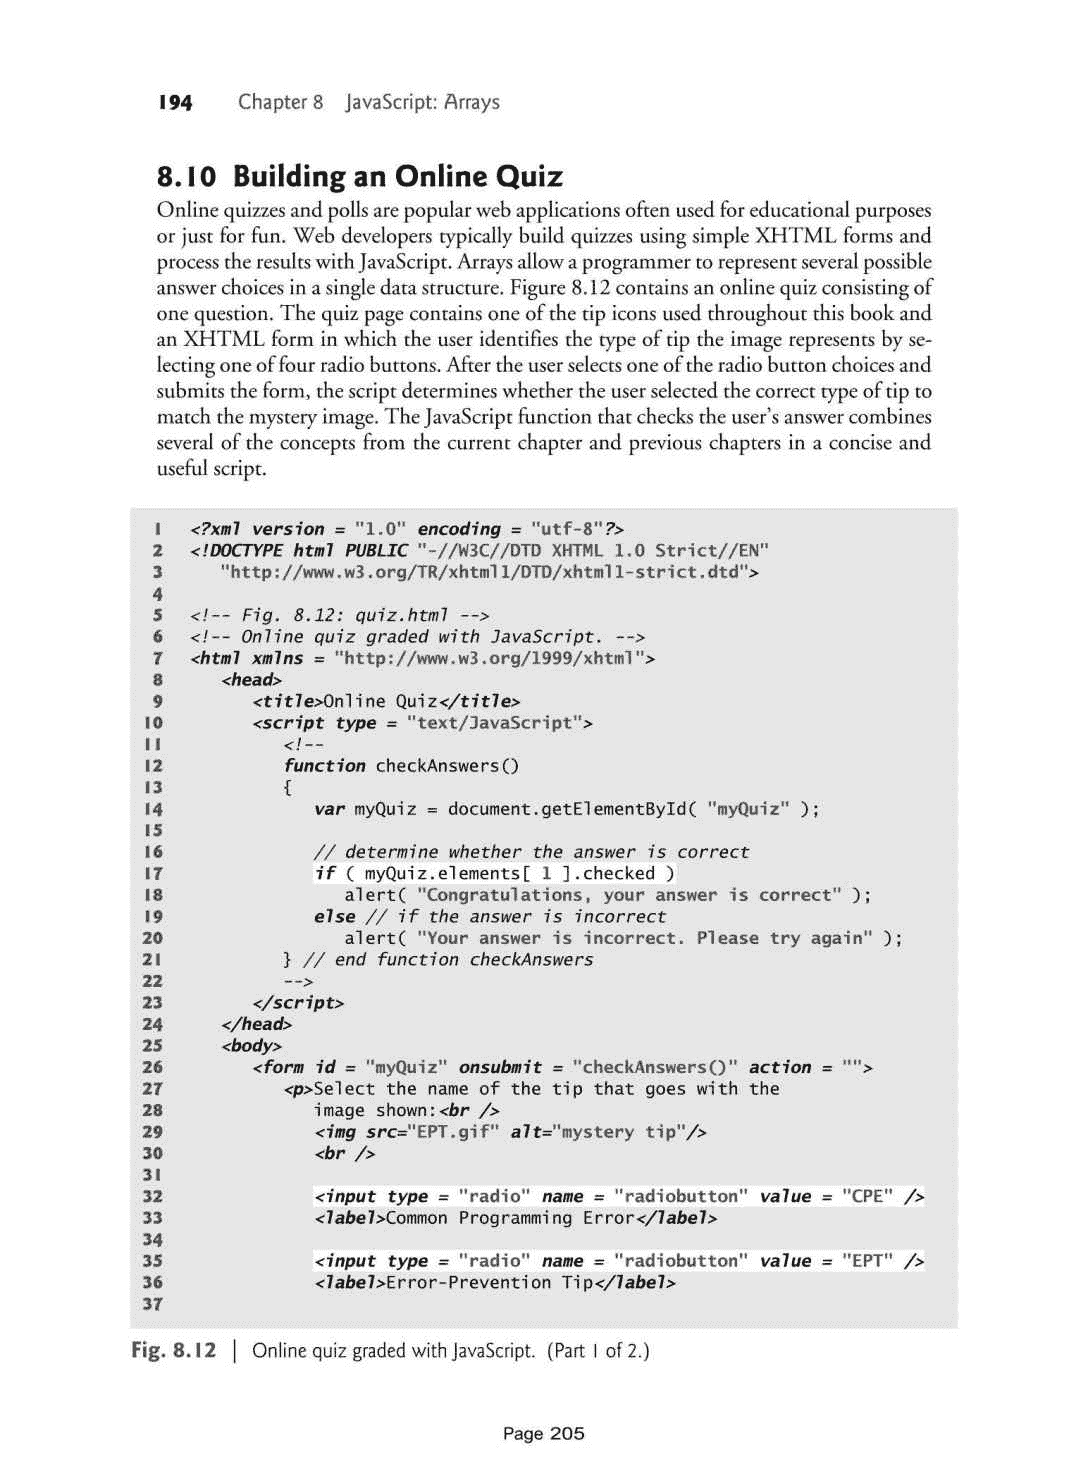 194 Chapter 8 JavaScript: Arrays
8.10 Building an Online Quiz
Online quizzes and polls are popular web applications often used for educational purposes
or just for fun. Web developers typically build quizzes using simple XHTML forms and
process the results with JavaScript. Arrays allow a programmer to represent several possible
answer choices in a single data structure. Figure 8.12 contains an online quiz consisting of
one question. The quiz page contains one of the tip icons used throughout this book and
an XHTML form in which the user identifies the type of tip the image represents by se-
lecting one of four radio buttons. After the user selects one of the radio button choices and
submits the form, the script determines whether the user selected the correct type of tip to
match the mystery image. The JavaScript function that checks the user's answer combines
several of the concepts from the current chapter and previous chapters in a concise and
useful script.
1 <?xml version = "1.0" encoding = "utf-8"?>
2 <!DOCTYPE html PUBLIC "-//W3C//DTD XHTML 1.0 Strict//EN"
3 "http://www.w3.org/TR/xhtml1/DTD/xhtml1-strict.dtd">
4
5 <!-- Fig. 8.12: quiz.html -->
6 <!-- Online quiz graded with JavaScript. -->
7 <html xmlns = "http://www.w3.org/1999/xhtml">
8 <head>
9 <title>Online Quiz</title>
10 <script type = "text/JavaScript">
11 <!--
12 function checkAnswers()
13 {
14 var myQuiz = document.getElementById( "myQuiz" );
15
16 // determine whether the answer is correct
17 if ( myQuiz.elements[ 1 ].checked )
18 alert( "Congratulations, your answer is correct" );
19 else // if the answer is incorrect
20 alert( "Your answer is incorrect. Please try again" );
21 } // end function checkAnswers
22 -->
23 </script>
24 </head>
25 <body>
26 <form id = "myQuiz" onsubmit = "checkAnswers()" action = "">
27 <p>Select the name of the tip that goes with the
28 image shown:<br />
29 <img src="EPT.gif" alt="mystery tip"/>
30 <br />
31
32 <input type = "radio" name = "radiobutton" value = "CPE" />
33 <label>Common Programming Error</label>
34
35 <input type = "radio" name = "radiobutton" value = "EPT" />
36 <label>Error-Prevention Tip</label>
37
Fig. 8.12 | Online quiz graded with JavaScript. (Part 1 of 2.)
Page 205